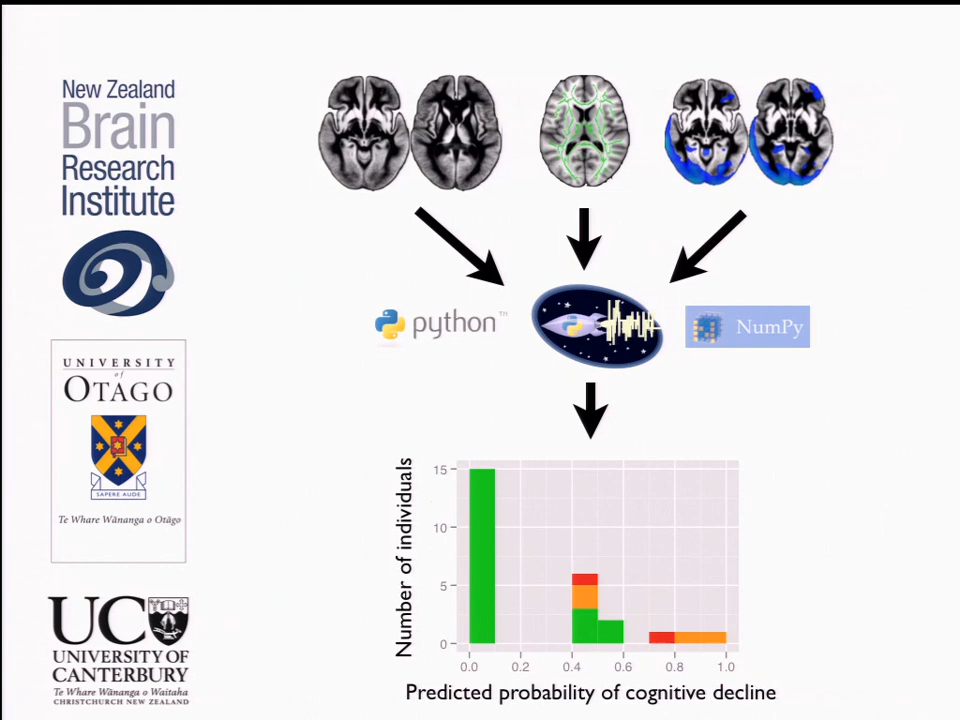 New Zealand
Brain
Research
Institute
UNIVERSITY
of
OTAGO
SAPERE AUDE
Te Whare Wānanga o Otāgo
UC
UNIVERSITY OF
CANTERBURY
Te Whare Wānanga o Waitaha
CHRISTCHURCH NEW ZEALAND
python™
NumPy
Number of individuals
15
10
5
0
0.0 0.2 0.4 0.6 0.8 1.0
Predicted probability of cognitive decline